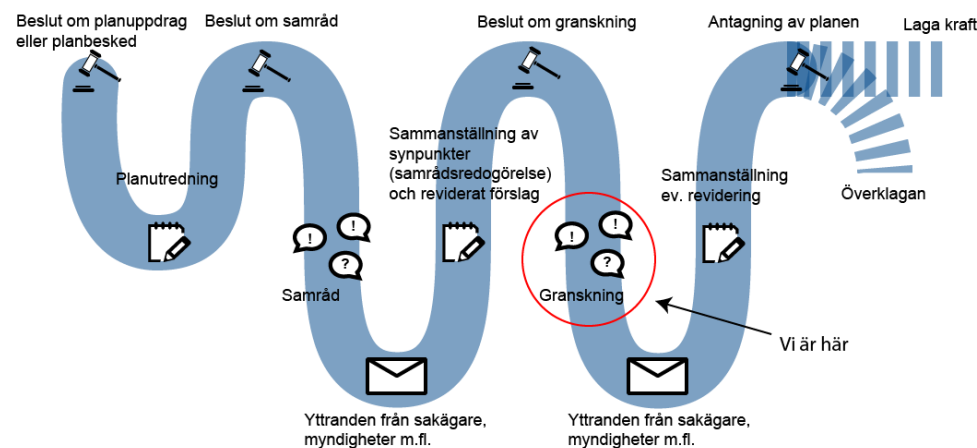 Beslut om planuppdrag
eller planbesked
Beslut om samråd
Beslut om granskning
Antagning av planen
Laga kraft
Planutredning
Sammanställning av
synpunkter
(samrådsredogörelse)
och reviderat förslag
Sammanställning
ev. revidering
Överklagan
!
!
?
Samråd
!
!
?
Granskning
Vi är här
Yttranden från sakägare,
myndigheter m.fl.
Yttranden från sakägare,
myndigheter m.fl.